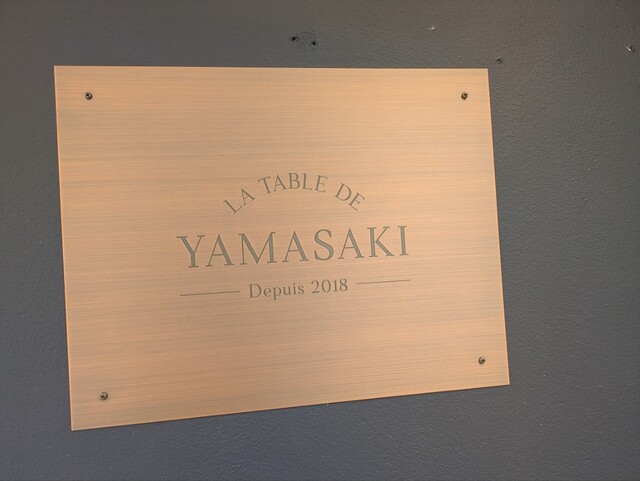 LA TABLE DE
YAMASAKI
Depuis 2018